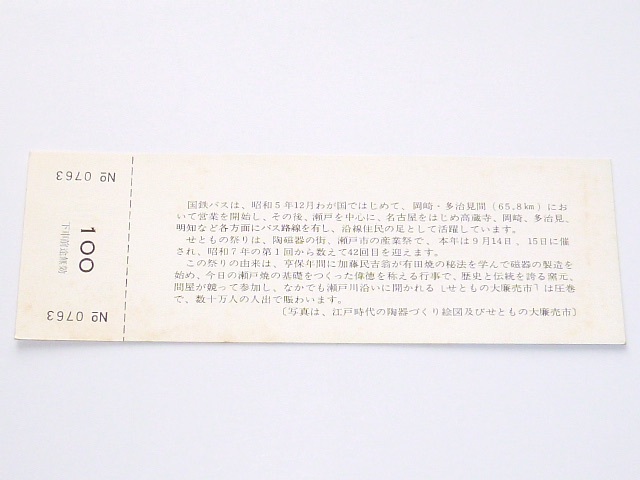 № 0763
100
下車前途無効
№ 0763
国鉄バスは、昭和5年12月わが国ではじめて、岡崎・多治見間(65.8km)にお
いて営業を開始し、その後、瀬戸を中心に、名古屋をはじめ高蔵寺、岡崎、多治見、
明知など各方面にバス路線を有し、沿線住民の足として活躍しています。
せともの祭りは、陶磁器の街、瀬戸市の産業祭で、本年は9月14日、15日に催
され、昭和7年の第1回から数えて42回目を迎えます。
この祭りの由来は、亨保年間に加藤民吉翁が有田焼の秘法を学んで磁器の製造を
始め、今日の瀬戸焼の基礎をつくった偉徳を称える行事で、歴史と伝統を誇る窯元、
問屋が競って参加し、なかでも瀬戸川沿いに開かれる「せともの大廉売市」は圧巻
で、数十万人の人出で賑わいます。
〔写真は、江戸時代の陶器づくり絵図及びせともの大廉売市〕